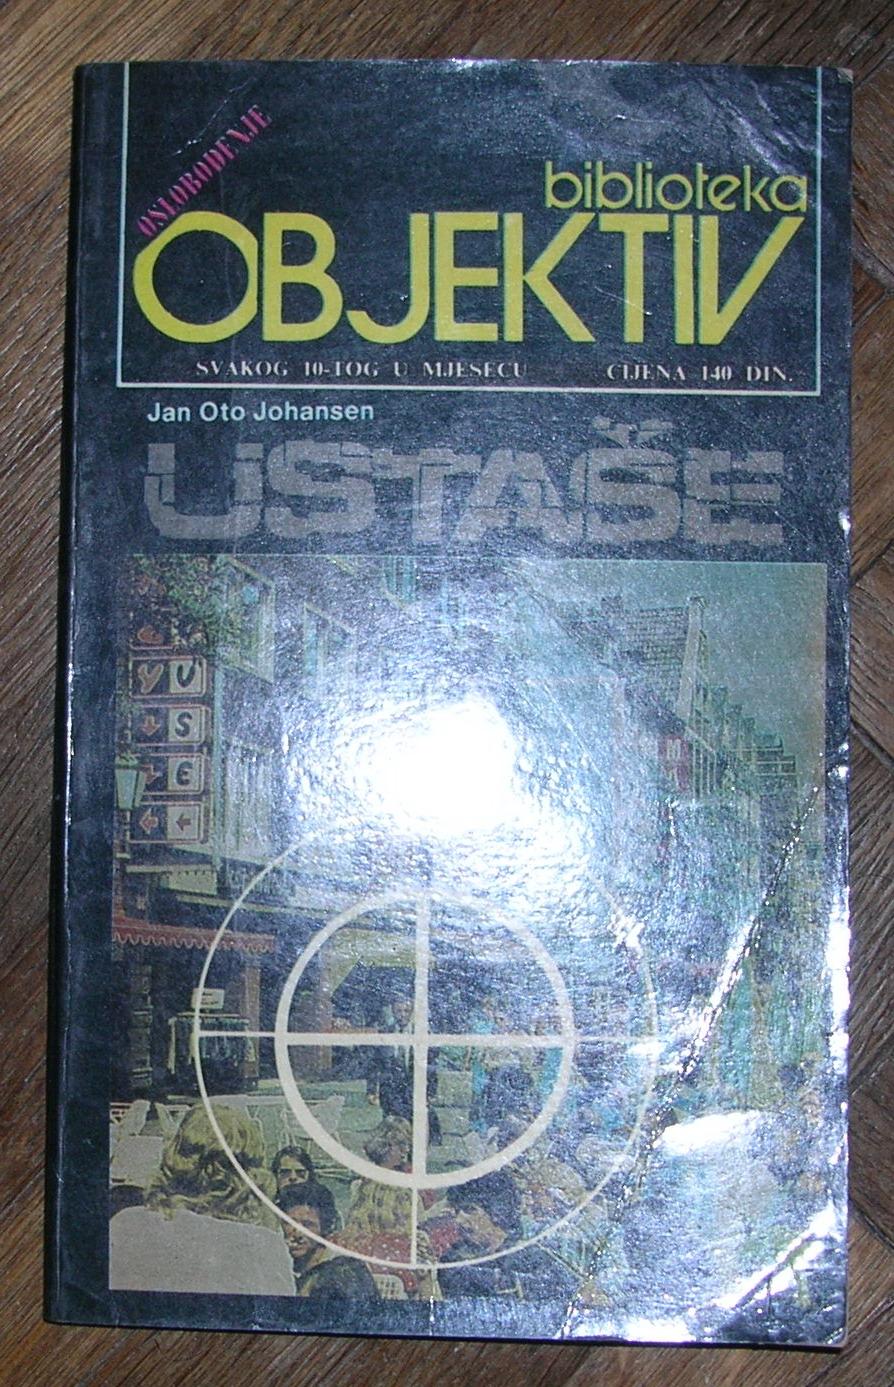 OSLOBOĐENJE
biblioteka
OBJEKTIV
SVAKOG 10-TOG U MJESECU CIJENA 140 DIN.
Jan Oto Johansen
USTAŠE
V
S
E